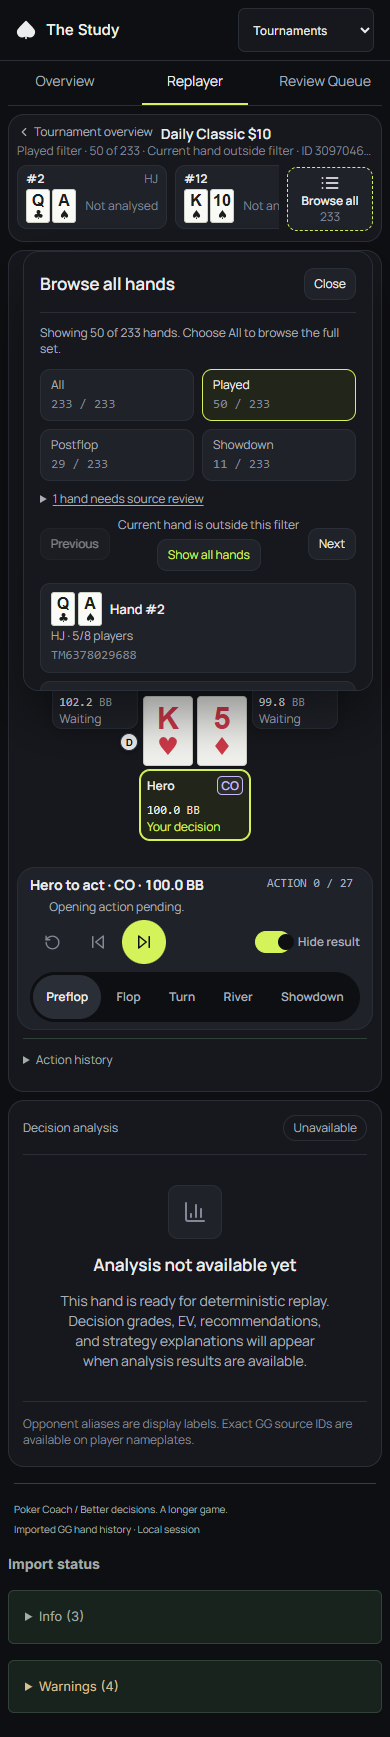 The Study
Tournaments
Overview
Replayer
Review Queue
Tournament overview
Daily Classic $10
Played filter · 50 of 233 · Current hand outside filter · ID 3097046...
#2
HJ
Q
A
Not analysed
#12
K
10
Not an
Browse all
233
Browse all hands
Close
Showing 50 of 233 hands. Choose All to browse the full
set.
All
233 / 233
Played
50 / 233
Postflop
29 / 233
Showdown
11 / 233
1 hand needs source review
Previous
Current hand is outside this filter
Show all hands
Next
Q
A
Hand #2
HJ · 5/8 players
TM6378029688
102.2 BB
Waiting
K
5
99.8 BB
Waiting
D
Hero
CO
100.0 BB
Your decision
Hero to act · CO · 100.0 BB
ACTION 0 / 27
Opening action pending.
Hide result
Preflop
Flop
Turn
River
Showdown
Action history
Decision analysis
Unavailable
Analysis not available yet
This hand is ready for deterministic replay.
Decision grades, EV, recommendations,
and strategy explanations will appear
when analysis results are available.
Opponent aliases are display labels. Exact GG source IDs are
available on player nameplates.
Poker Coach / Better decisions. A longer game.
Imported GG hand history · Local session
Import status
Info (3)
Warnings (4)